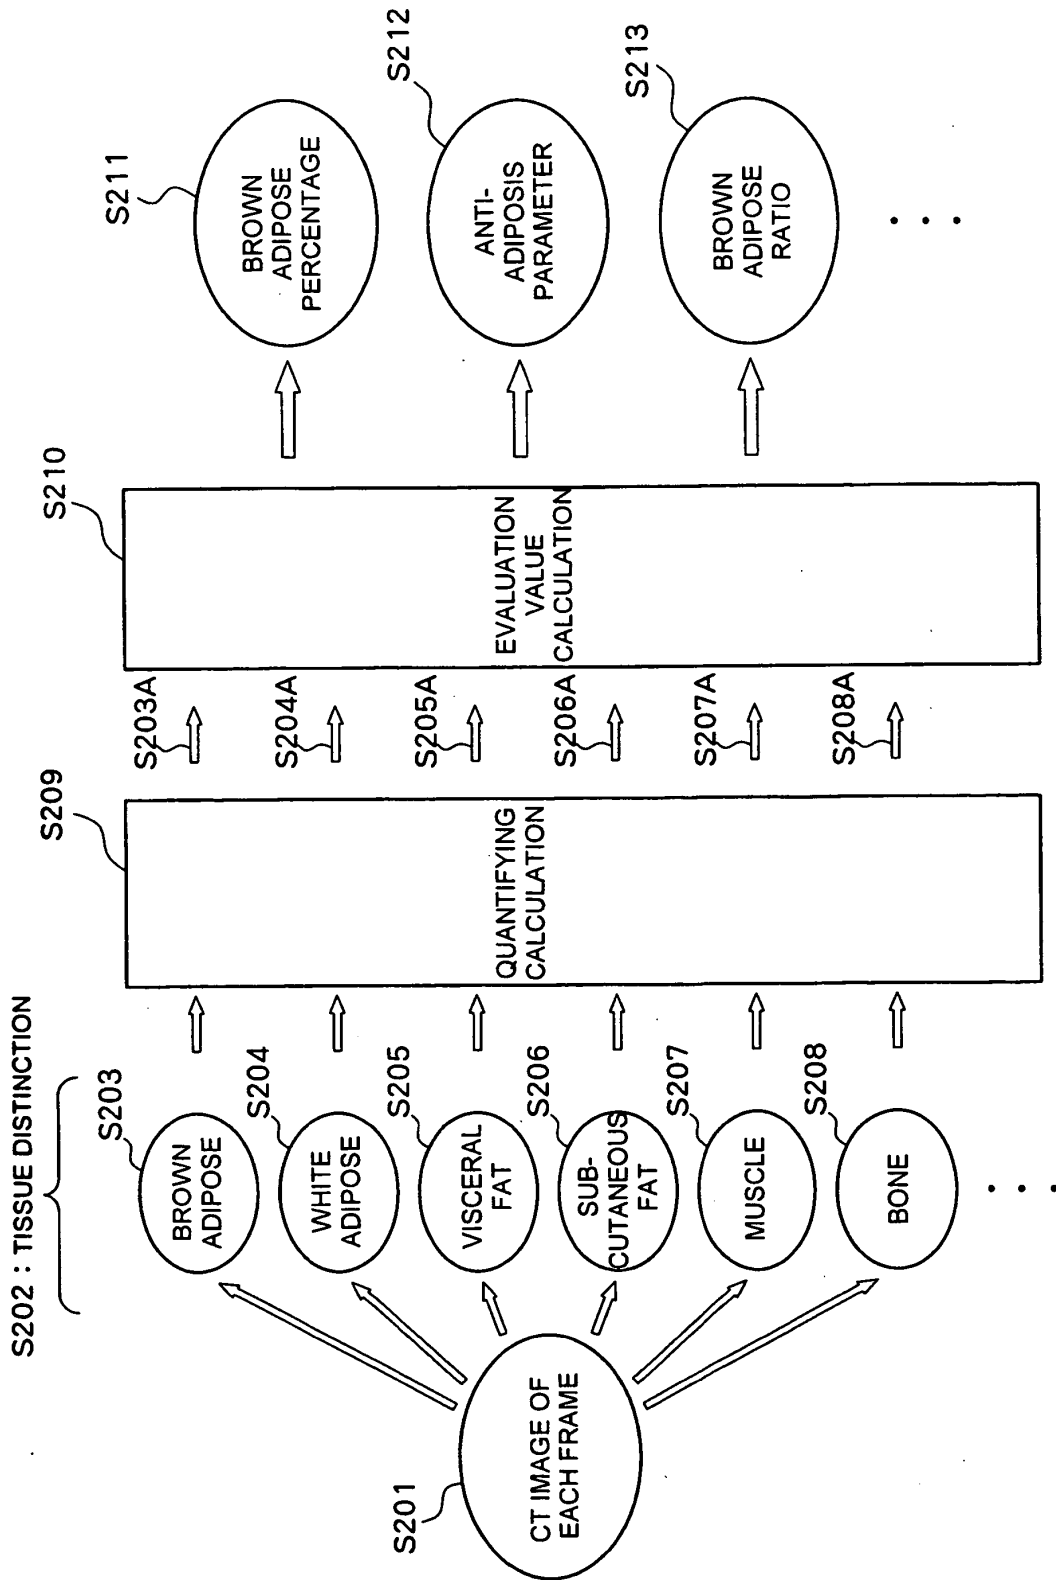 S202 : TISSUE DISTINCTION
S201
CT IMAGE OF
EACH FRAME
S203
BROWN
ADIPOSE
S204
WHITE
ADIPOSE
S205
VISCERAL
FAT
S206
SUB-
CUTANEOUS
FAT
S207
MUSCLE
S208
BONE
S209
QUANTIFYING
CALCULATION
S203A
S204A
S205A
S206A
S207A
S208A
S210
EVALUATION
VALUE
CALCULATION
S211
BROWN
ADIPOSE
PERCENTAGE
S212
ANTI-
ADIPOSIS
PARAMETER
S213
BROWN
ADIPOSE
RATIO